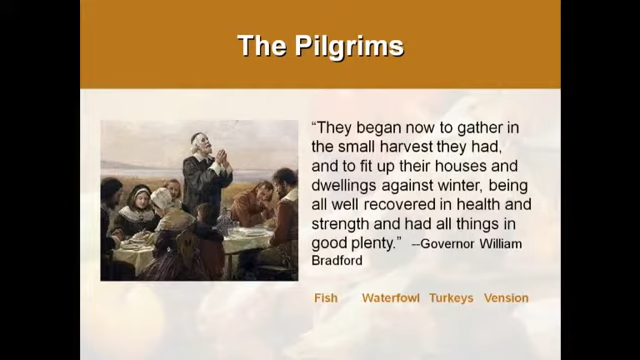 The Pilgrims
“They began now to gather in
the small harvest they had,
and to fit up their houses and
dwellings against winter, being
all well recovered in health and
strength and had all things in
good plenty.” --Governor William
Bradford
Fish Waterfowl Turkeys Vension